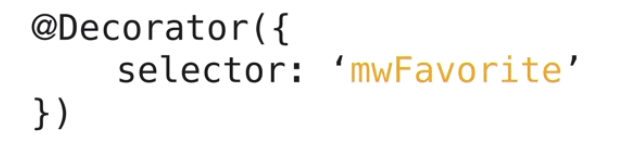 @Decorator({
    selector: ‘mwFavorite’
})